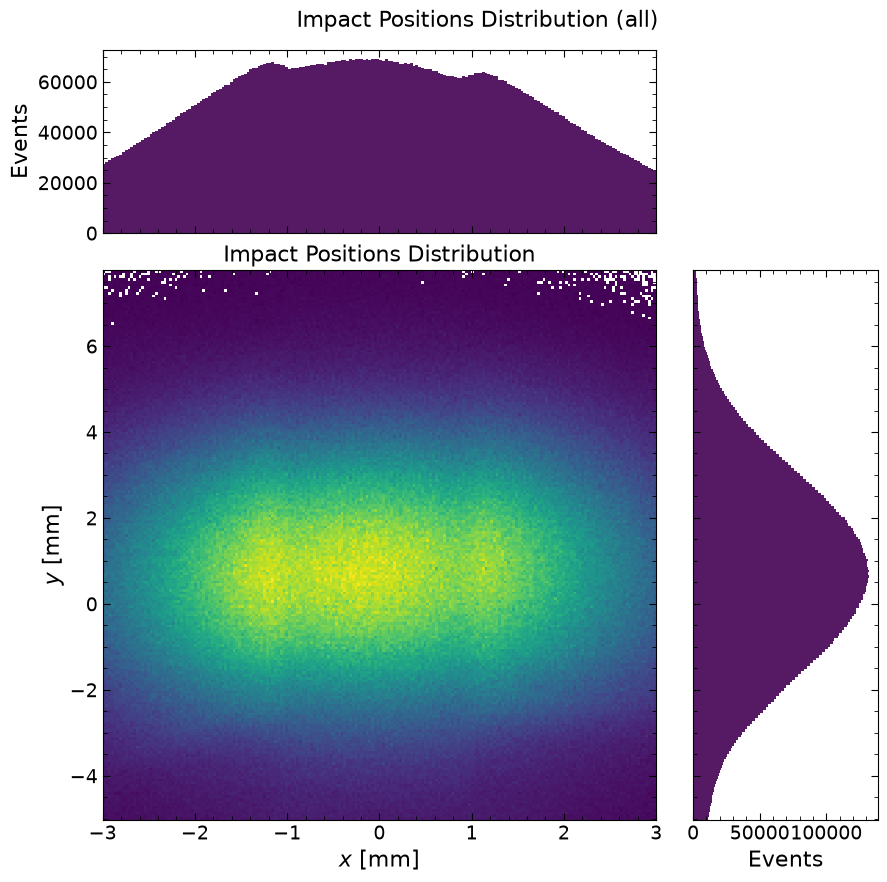 Impact Positions Distribution (all)
60000
40000
20000
0
Events
Impact Positions Distribution
6
4
2
0
−2
−4
y [mm]
−3 −2 −1 0 1 2 3
x [mm]
0 50000100000
Events